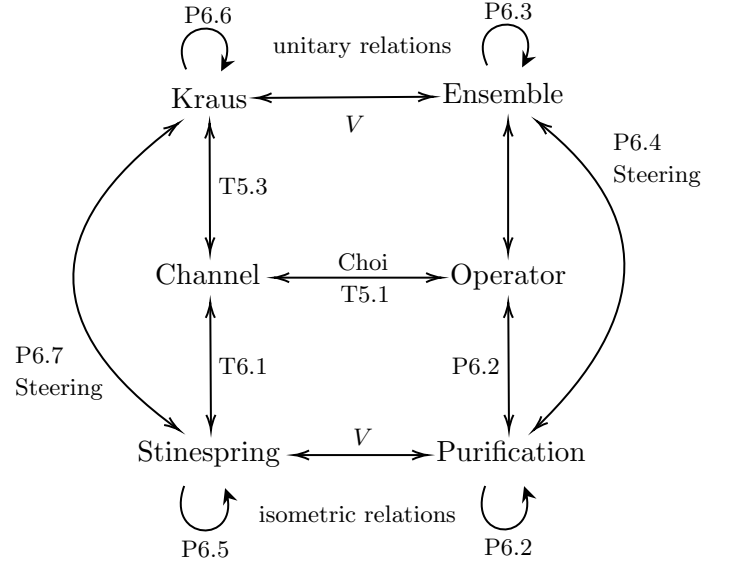 P6.6
P6.3
unitary relations
Kraus
Ensemble
V
P6.4
Steering
T5.3
Channel
Choi
T5.1
Operator
P6.7
Steering
T6.1
P6.2
Stinespring
V
Purification
isometric relations
P6.5
P6.2